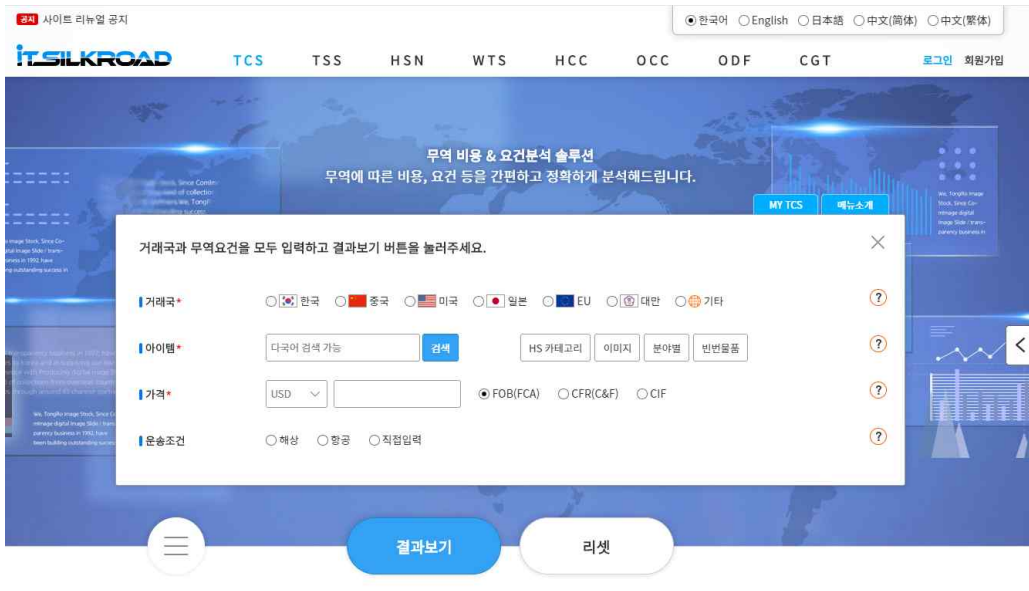 공지 사이트 리뉴얼 공지
한국어 English 日本語 中文(简体) 中文(繁体)
ITSILKROAD TCS TSS HSN WTS HCC OCC ODF CGT 로그인 회원가입
무역 비용 & 요건분석 솔루션
무역에 따른 비용, 요건 등을 간편하고 정확하게 분석해드립니다.
MY TCS 메뉴소개
거래국과 무역요건을 모두 입력하고 결과보기 버튼을 눌러주세요.
거래국* 한국 중국 미국 일본 EU 대만 기타 ?
아이템* 다국어 검색 가능 검색 HS 카테고리 이미지 분야별 빈번물품 ?
가격* USD FOB(FCA) CFR(C&F) CIF ?
운송조건 해상 항공 직접입력 ?
결과보기 리셋